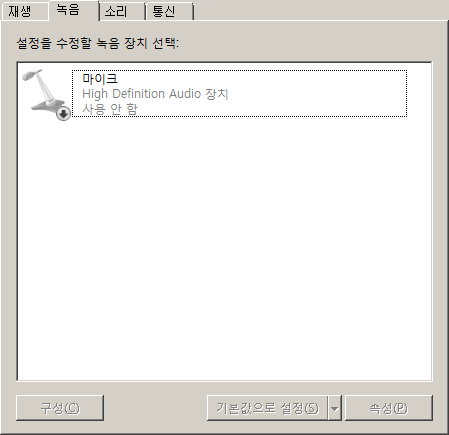 재생 녹음 소리 통신
설정을 수정할 녹음 장치 선택:
마이크
High Definition Audio 장치
사용 안 함
구성(C) 기본값으로 설정(S) 속성(P)